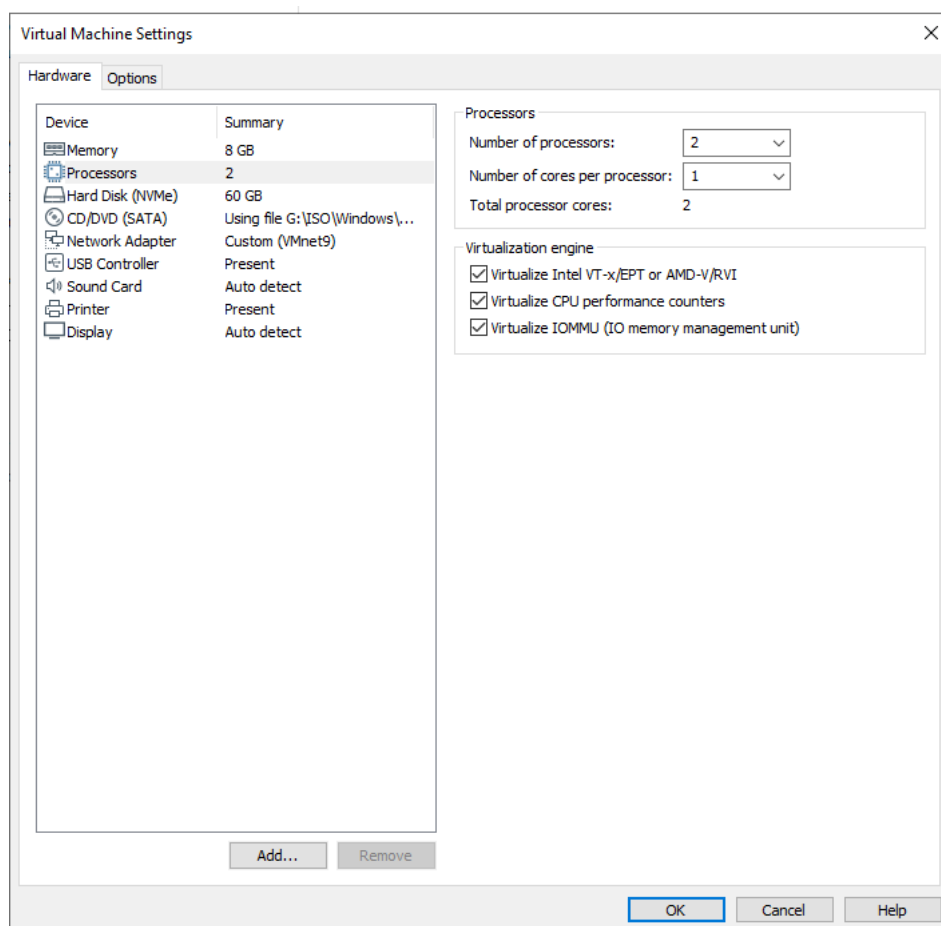 Virtual Machine Settings
Hardware Options
Device Summary
Memory 8 GB
Processors 2
Hard Disk (NVMe) 60 GB
CD/DVD (SATA) Using file G:\ISO\Windows\...
Network Adapter Custom (VMnet9)
USB Controller Present
Sound Card Auto detect
Printer Present
Display Auto detect
Add... Remove
Processors
Number of processors: 2
Number of cores per processor: 1
Total processor cores: 2
Virtualization engine
Virtualize Intel VT-x/EPT or AMD-V/RVI
Virtualize CPU performance counters
Virtualize IOMMU (IO memory management unit)
OK Cancel Help